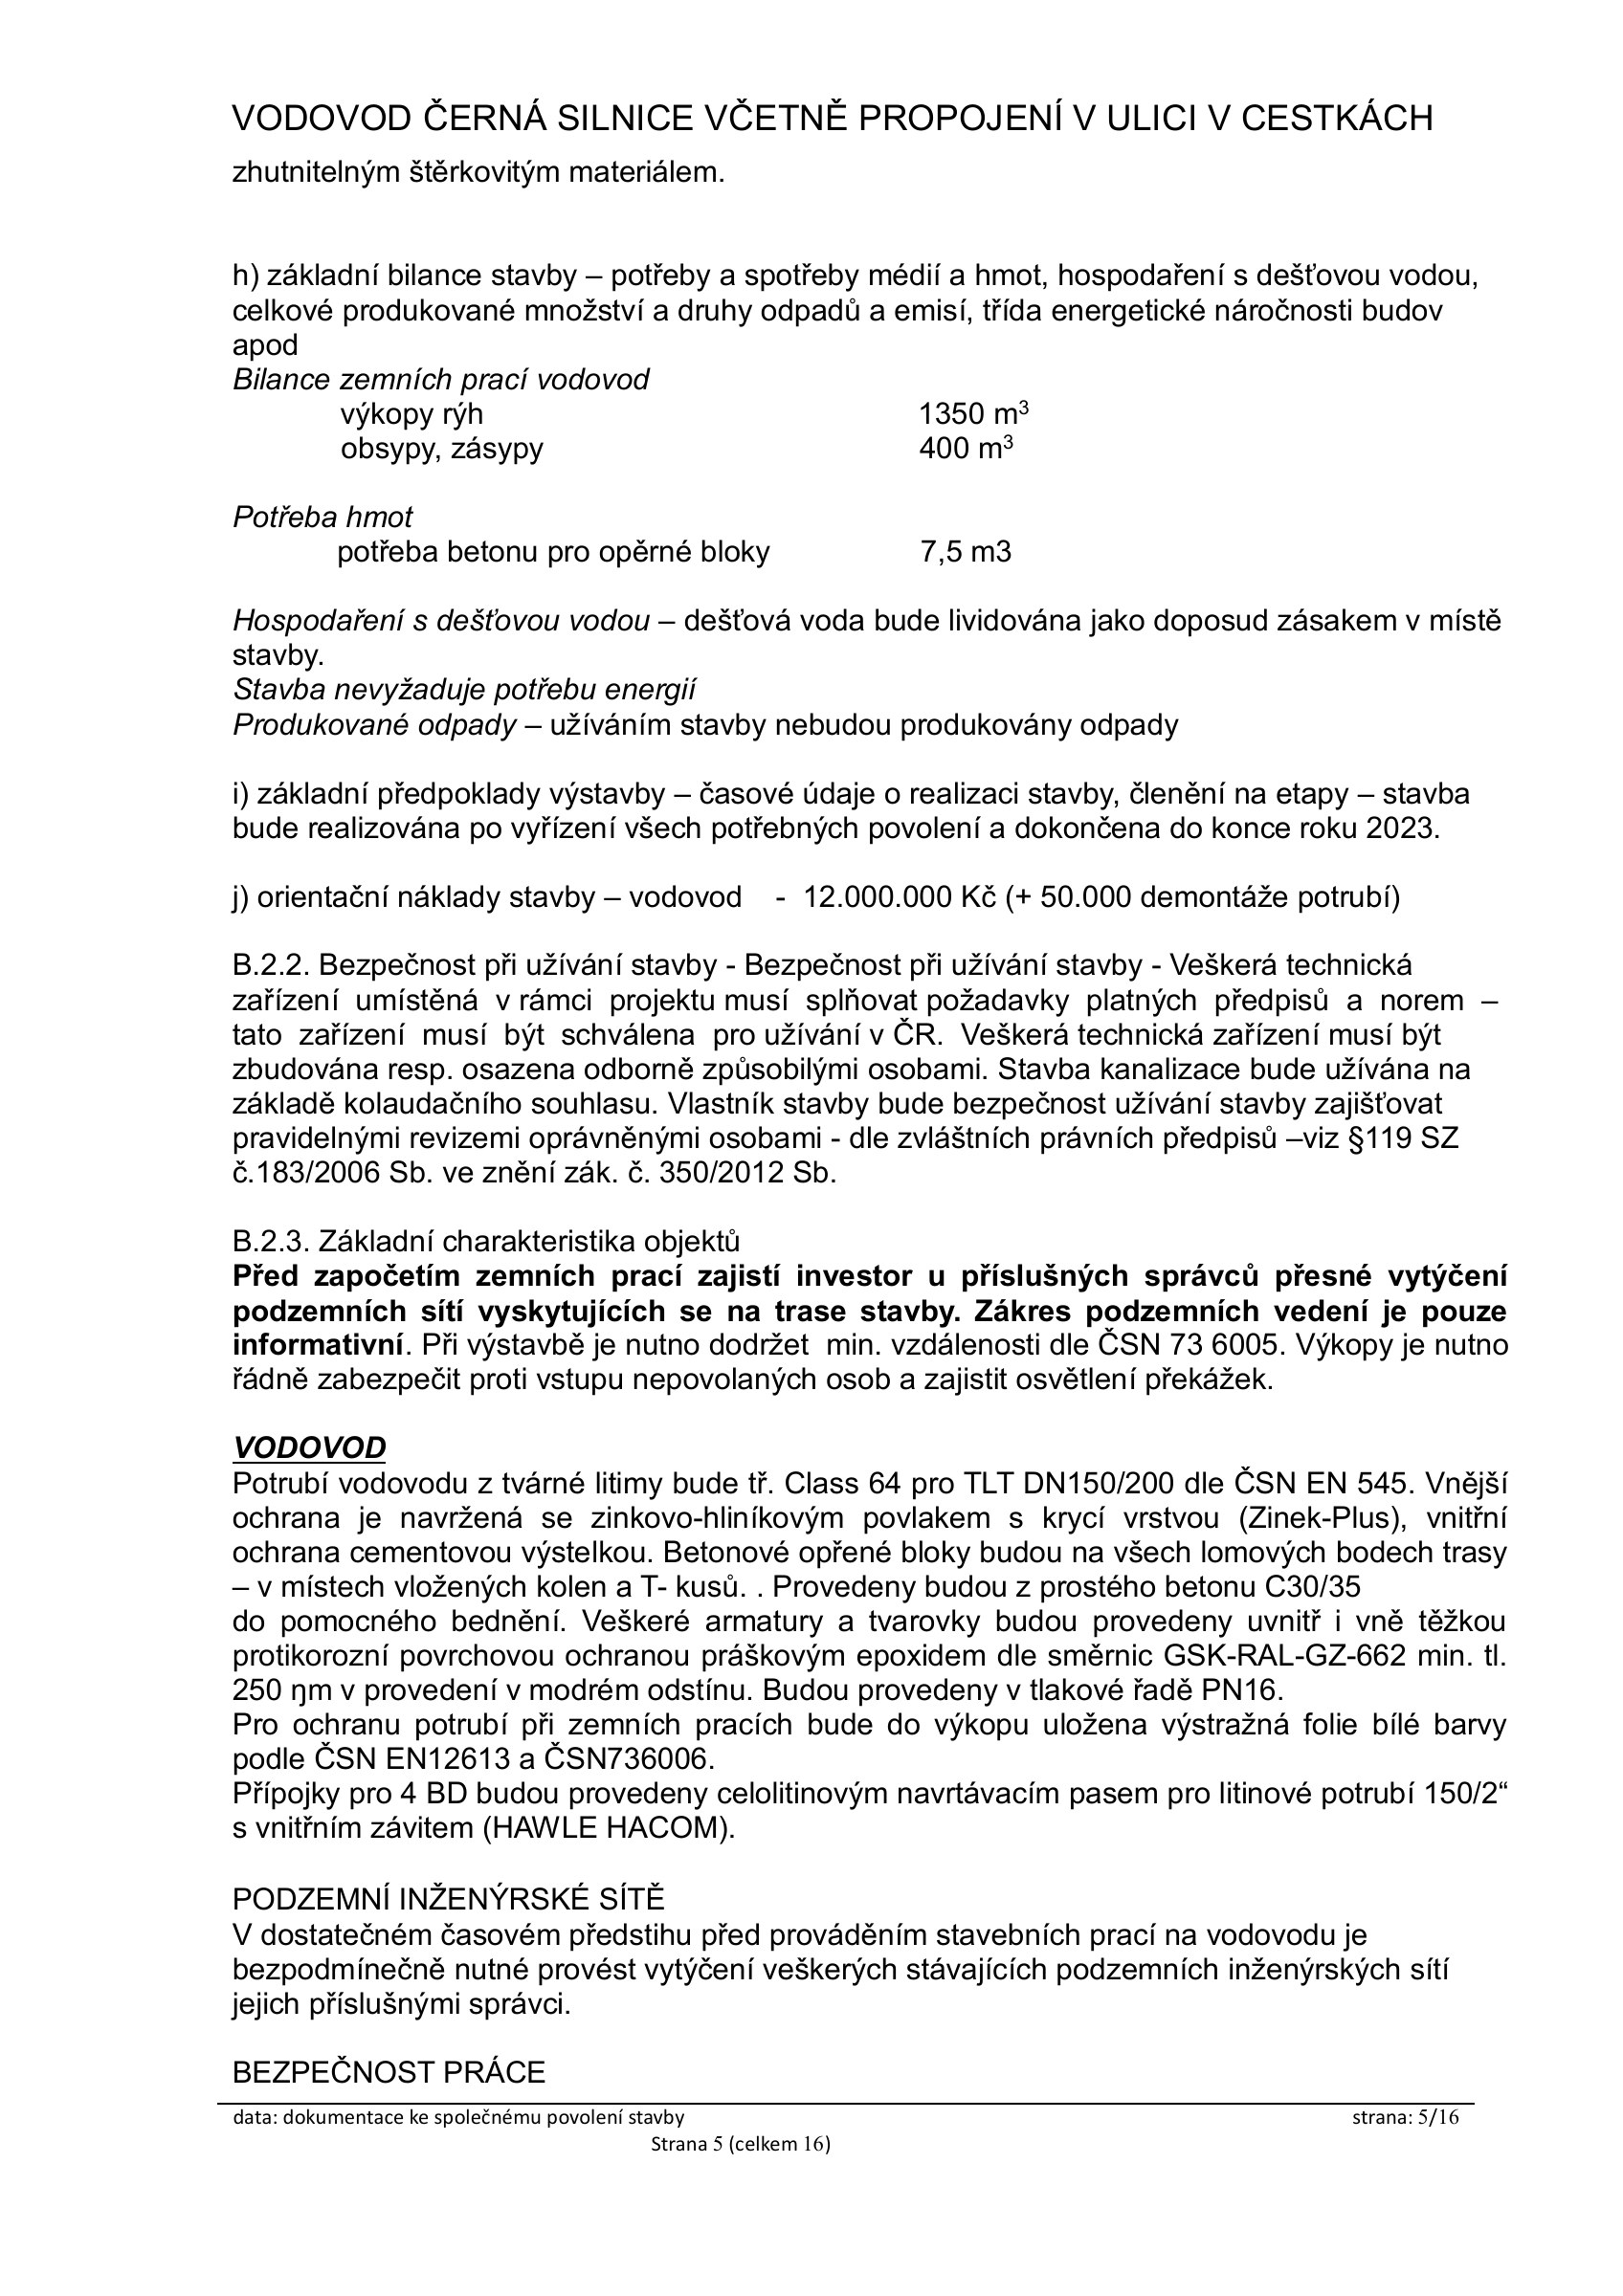 VODOVOD ČERNÁ SILNICE VČETNĚ PROPOJENÍ V ULICI V CESTKÁCH
zhutnitelným štěrkovitým materiálem.
h) základní bilance stavby – potřeby a spotřeby médií a hmot, hospodaření s dešťovou vodou,
celkové produkované množství a druhy odpadů a emisí, třída energetické náročnosti budov
apod
Bilance zemních prací vodovod
výkopy rýh 1350 m³
obsypy, zásypy 400 m³
Potřeba hmot
potřeba betonu pro opěrné bloky 7,5 m3
Hospodaření s dešťovou vodou – dešťová voda bude lividována jako doposud zásakem v místě
stavby.
Stavba nevyžaduje potřebu energií
Produkované odpady – užíváním stavby nebudou produkovány odpady
i) základní předpoklady výstavby – časové údaje o realizaci stavby, členění na etapy – stavba
bude realizována po vyřízení všech potřebných povolení a dokončena do konce roku 2023.
j) orientační náklady stavby – vodovod - 12.000.000 Kč (+ 50.000 demontáže potrubí)
B.2.2. Bezpečnost při užívání stavby - Bezpečnost při užívání stavby - Veškerá technická
zařízení umístěná v rámci projektu musí splňovat požadavky platných předpisů a norem –
tato zařízení musí být schválena pro užívání v ČR. Veškerá technická zařízení musí být
zbudována resp. osazena odborně způsobilými osobami. Stavba kanalizace bude užívána na
základě kolaudačního souhlasu. Vlastník stavby bude bezpečnost užívání stavby zajišťovat
pravidelnými revizemi oprávněnými osobami - dle zvláštních právních předpisů –viz §119 SZ
č.183/2006 Sb. ve znění zák. č. 350/2012 Sb.
B.2.3. Základní charakteristika objektů
Před započetím zemních prací zajistí investor u příslušných správců přesné vytýčení
podzemních sítí vyskytujících se na trase stavby. Zákres podzemních vedení je pouze
informativní. Při výstavbě je nutno dodržet min. vzdálenosti dle ČSN 73 6005. Výkopy je nutno
řádně zabezpečit proti vstupu nepovolaných osob a zajistit osvětlení překážek.
VODOVOD
Potrubí vodovodu z tvárné litimy bude tř. Class 64 pro TLT DN150/200 dle ČSN EN 545. Vnější
ochrana je navržená se zinkovo-hliníkovým povlakem s krycí vrstvou (Zinek-Plus), vnitřní
ochrana cementovou výstelkou. Betonové opřené bloky budou na všech lomových bodech trasy
– v místech vložených kolen a T- kusů. . Provedeny budou z prostého betonu C30/35
do pomocného bednění. Veškeré armatury a tvarovky budou provedeny uvnitř i vně těžkou
protikorozní povrchovou ochranou práškovým epoxidem dle směrnic GSK-RAL-GZ-662 min. tl.
250 ŋm v provedení v modrém odstínu. Budou provedeny v tlakové řadě PN16.
Pro ochranu potrubí při zemních pracích bude do výkopu uložena výstražná folie bílé barvy
podle ČSN EN12613 a ČSN736006.
Přípojky pro 4 BD budou provedeny celolitinovým navrtávacím pasem pro litinové potrubí 150/2“
s vnitřním závitem (HAWLE HACOM).
PODZEMNÍ INŽENÝRSKÉ SÍTĚ
V dostatečném časovém předstihu před prováděním stavebních prací na vodovodu je
bezpodmínečně nutné provést vytýčení veškerých stávajících podzemních inženýrských sítí
jejich příslušnými správci.
BEZPEČNOST PRÁCE
data: dokumentace ke společnému povolení stavby strana: 5/16
Strana 5 (celkem 16)